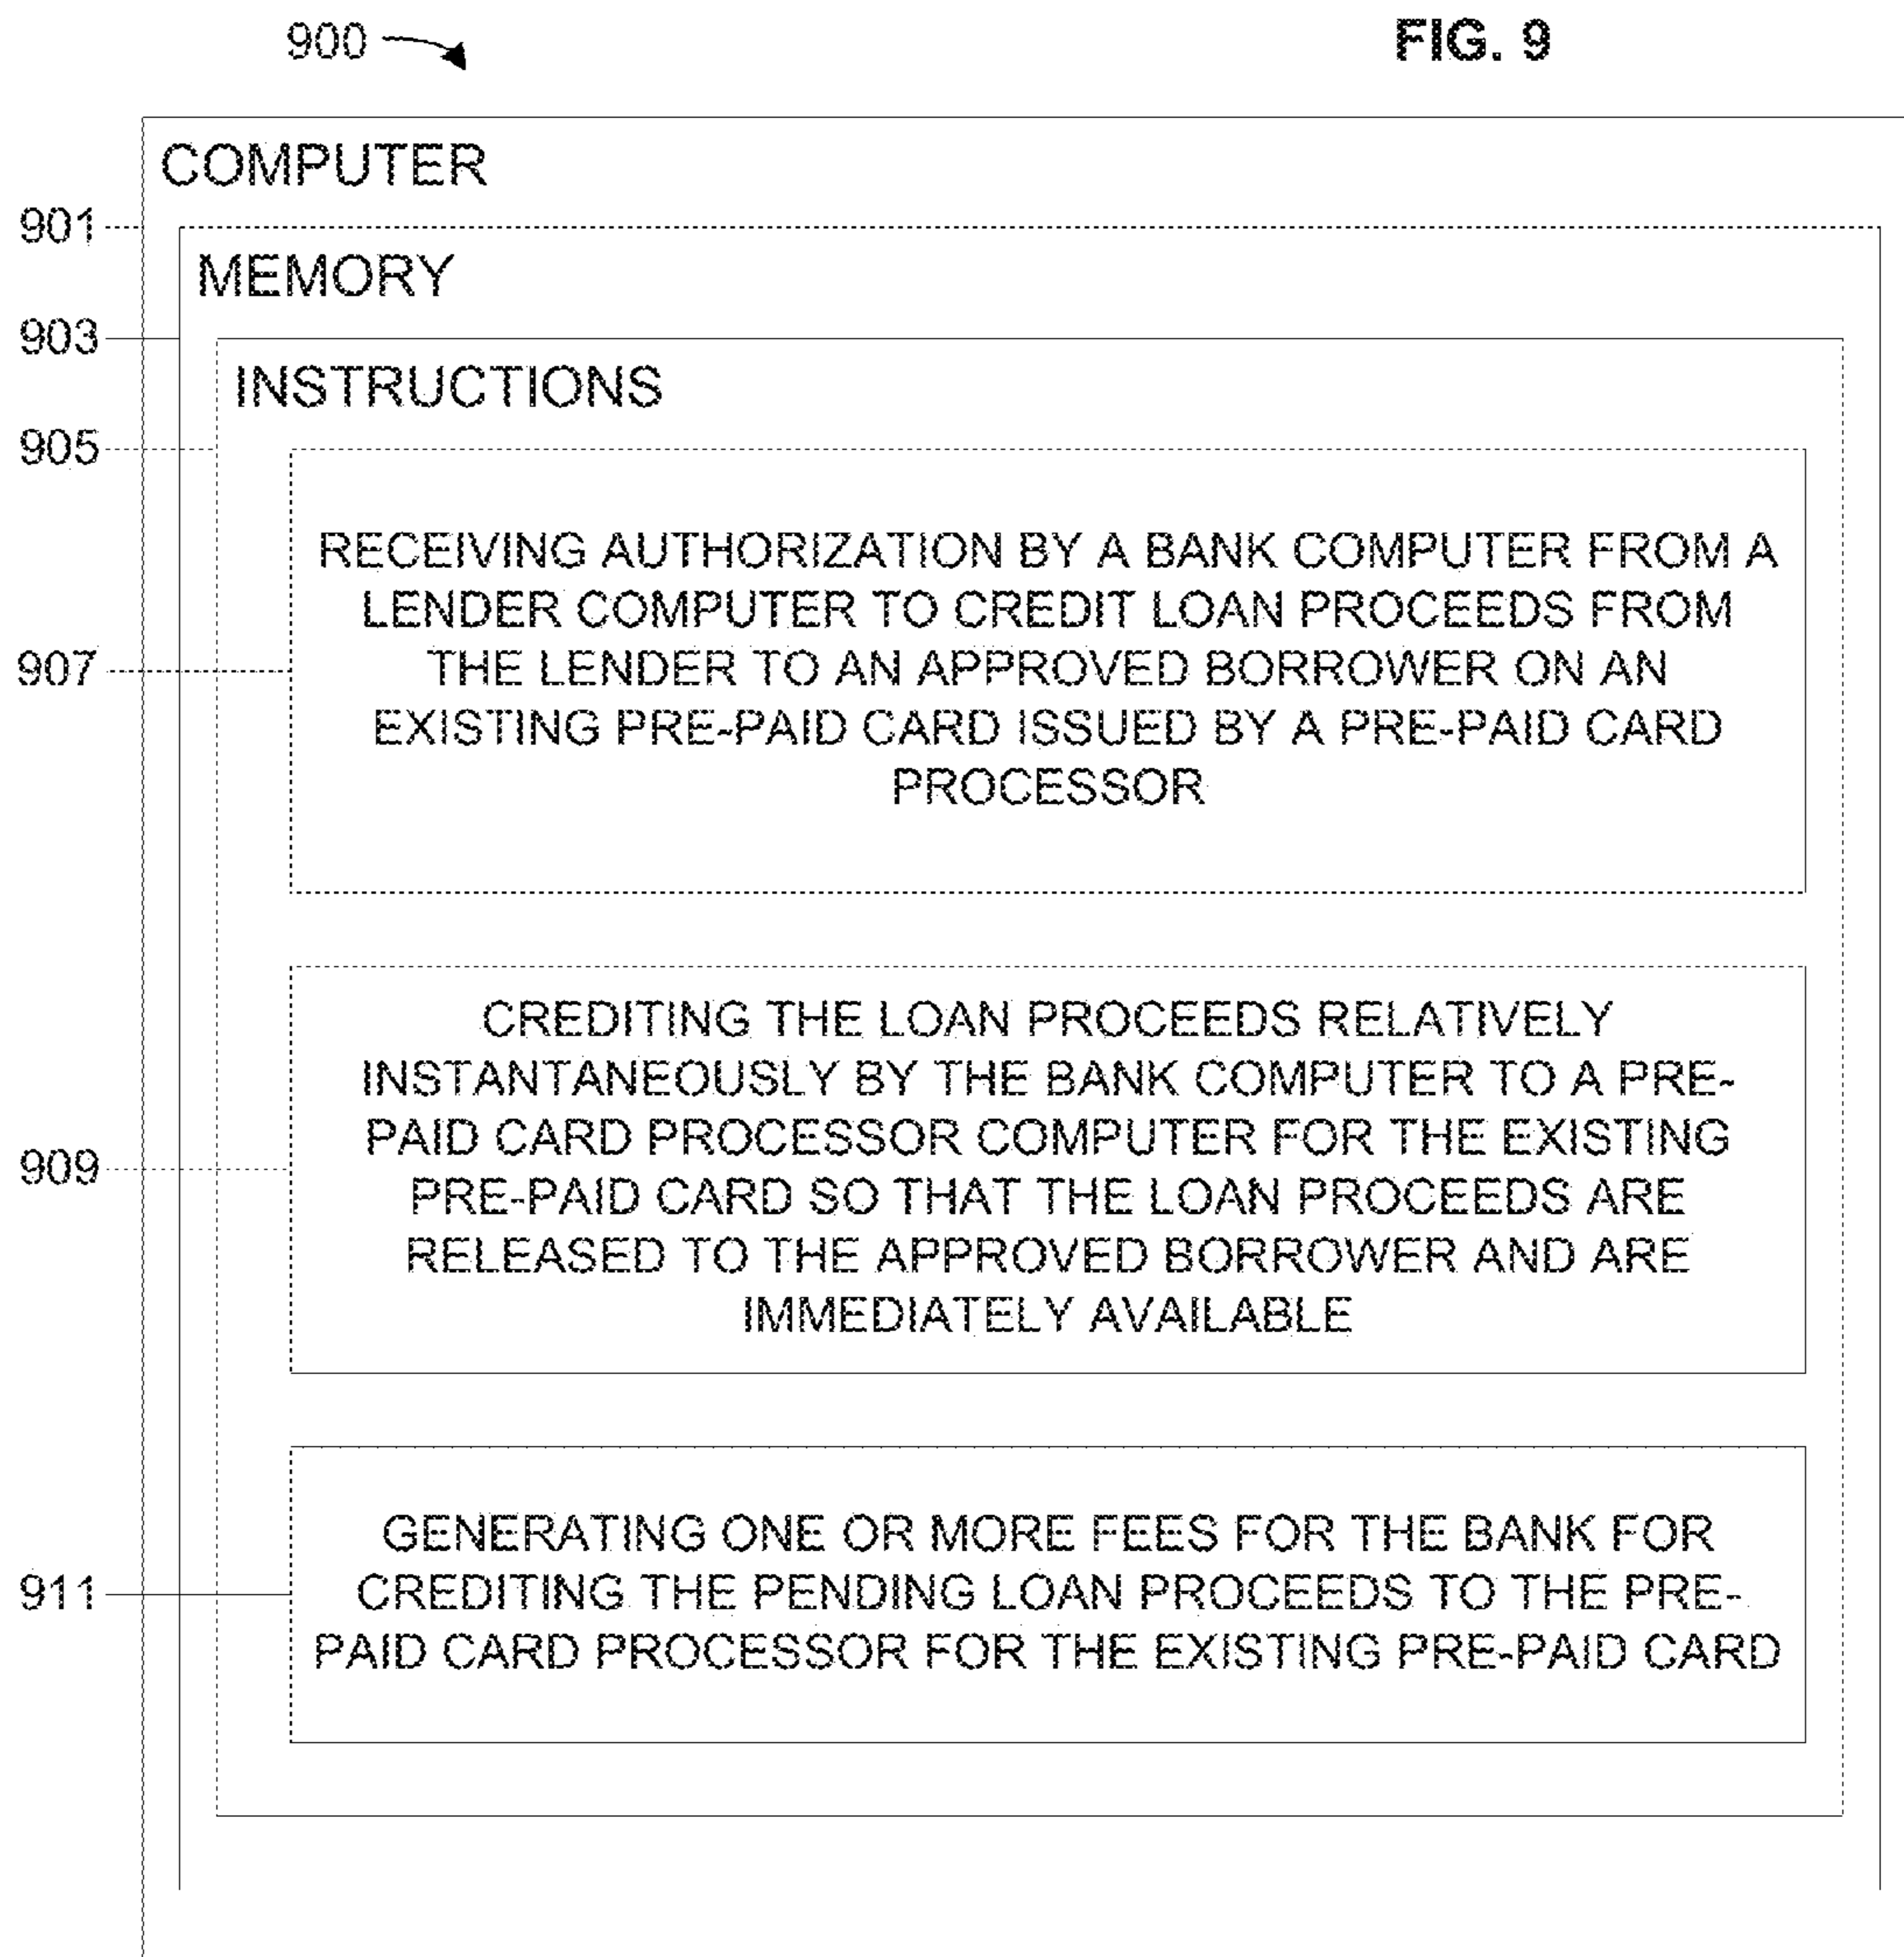 900
FIG. 9
COMPUTER
901
MEMORY
903
INSTRUCTIONS
905
RECEIVING AUTHORIZATION BY A BANK COMPUTER FROM A
LENDER COMPUTER TO CREDIT LOAN PROCEEDS FROM
THE LENDER TO AN APPROVED BORROWER ON AN
EXISTING PRE-PAID CARD ISSUED BY A PRE-PAID CARD
PROCESSOR
907
CREDITING THE LOAN PROCEEDS RELATIVELY
INSTANTANEOUSLY BY THE BANK COMPUTER TO A PRE-
PAID CARD PROCESSOR COMPUTER FOR THE EXISTING
PRE-PAID CARD SO THAT THE LOAN PROCEEDS ARE
RELEASED TO THE APPROVED BORROWER AND ARE
IMMEDIATELY AVAILABLE
909
GENERATING ONE OR MORE FEES FOR THE BANK FOR
CREDITING THE PENDING LOAN PROCEEDS TO THE PRE-
PAID CARD PROCESSOR FOR THE EXISTING PRE-PAID CARD
911